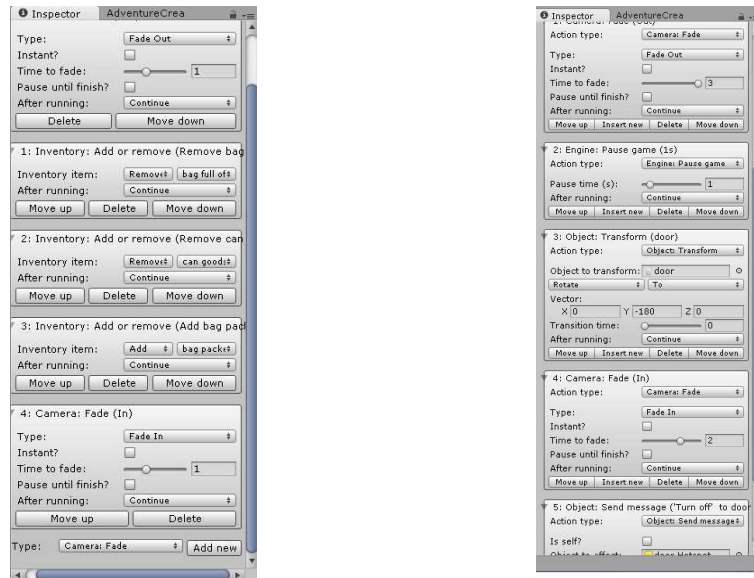 Inspector AdventureCrea
Type: Fade Out
Instant?
Time to fade: 1
Pause until finish?
After running: Continue
Delete Move down
1: Inventory: Add or remove (Remove bag
Inventory item: Remove bag full of
After running: Continue
Move up Delete Move down
2: Inventory: Add or remove (Remove can
Inventory item: Remove can goods
After running: Continue
Move up Delete Move down
3: Inventory: Add or remove (Add bag pac
Inventory item: Add bag packe
After running: Continue
Move up Delete Move down
4: Camera: Fade (In)
Type: Fade In
Instant?
Time to fade: 1
Pause until finish?
After running: Continue
Move up Delete
Type: Camera: Fade Add new
Inspector AdventureCrea
1: Camera: Fade (Out)
Action type: Camera: Fade
Type: Fade Out
Instant?
Time to fade: 3
Pause until finish?
After running: Continue
Move up Insert new Delete Move down
2: Engine: Pause game (1s)
Action type: Engine: Pause game
Pause time (s): 1
After running: Continue
Move up Insert new Delete Move down
3: Object: Transform (door)
Action type: Object: Transform
Object to transform: door
Rotate To
Vector:
X 0 Y -180 Z 0
Transition time: 0
After running: Continue
Move up Insert new Delete Move down
4: Camera: Fade (In)
Action type: Camera: Fade
Type: Fade In
Instant?
Time to fade: 2
Pause until finish?
After running: Continue
Move up Insert new Delete Move down
5: Object: Send message ('Turn off' to door
Action type: Object: Send message
Is self?
Object to affect: door Hotspot